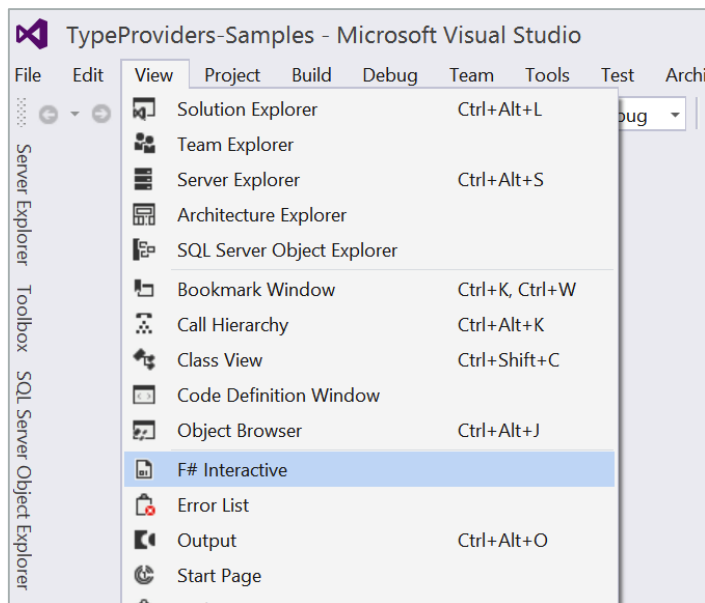 TypeProviders-Samples - Microsoft Visual Studio
File Edit View Project Build Debug Team Tools Test Archi
Solution Explorer Ctrl+Alt+L
bug
Team Explorer
Server Explorer Ctrl+Alt+S
Architecture Explorer
SQL Server Object Explorer
Bookmark Window Ctrl+K, Ctrl+W
Call Hierarchy Ctrl+Alt+K
Class View Ctrl+Shift+C
Code Definition Window
Object Browser Ctrl+Alt+J
F# Interactive
Error List
Output Ctrl+Alt+O
Start Page
Server Explorer
Toolbox
SQL Server Object Explorer